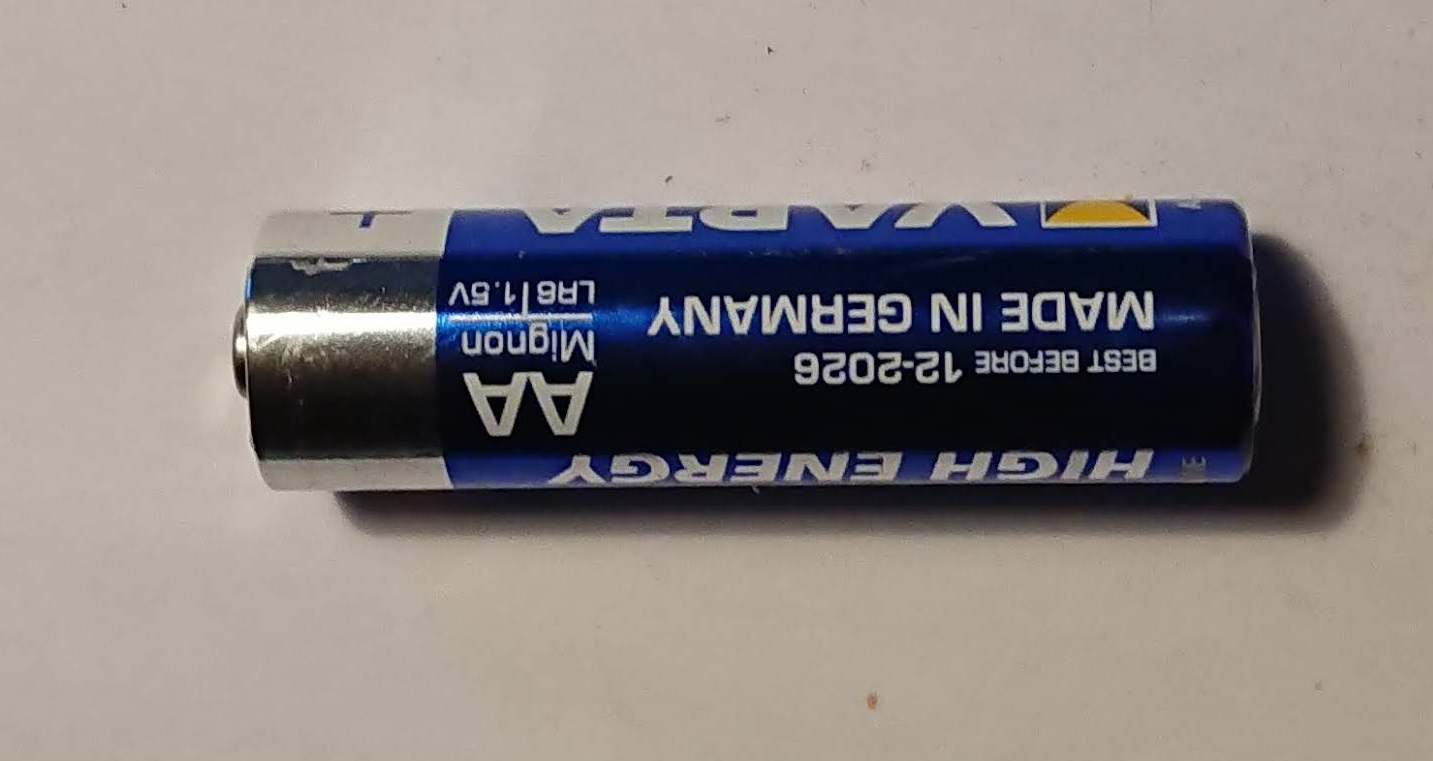 HIGH ENERGY
AA
BEST BEFORE 12-2026
Mignon
MADE IN GERMANY
LR6 | 1.5V
VARTA
+